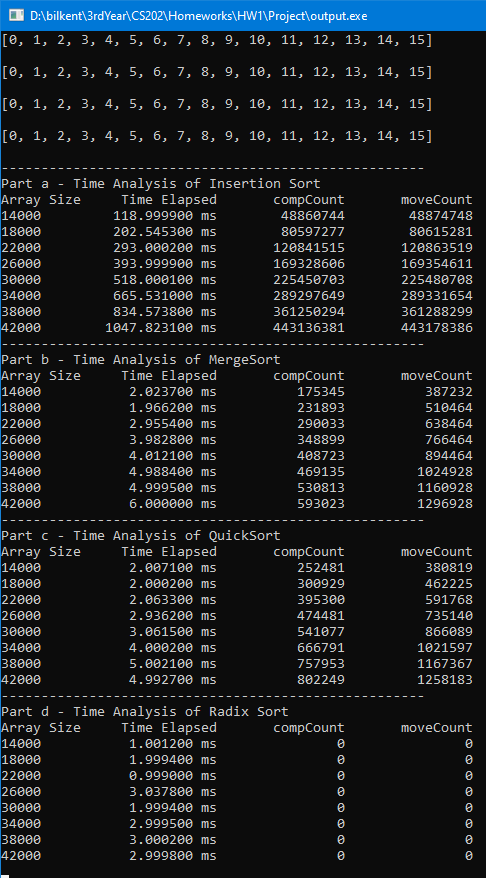 D:\bilkent\3rdYear\CS202\Homeworks\HW1\Project\output.exe
[0, 1, 2, 3, 4, 5, 6, 7, 8, 9, 10, 11, 12, 13, 14, 15]
[0, 1, 2, 3, 4, 5, 6, 7, 8, 9, 10, 11, 12, 13, 14, 15]
[0, 1, 2, 3, 4, 5, 6, 7, 8, 9, 10, 11, 12, 13, 14, 15]
[0, 1, 2, 3, 4, 5, 6, 7, 8, 9, 10, 11, 12, 13, 14, 15]
-----------------------------------------------------
Part a - Time Analysis of Insertion Sort
Array Size     Time Elapsed       compCount       moveCount
14000         118.999900 ms        48860744        48874748
18000         202.545300 ms        80597277        80615281
22000         293.000200 ms       120841515       120863519
26000         393.999900 ms       169328606       169354611
30000         518.000100 ms       225450703       225480708
34000         665.531000 ms       289297649       289331654
38000         834.573800 ms       361250294       361288299
42000        1047.823100 ms       443136381       443178386
-----------------------------------------------------
Part b - Time Analysis of MergeSort
Array Size     Time Elapsed       compCount       moveCount
14000           2.023700 ms          175345          387232
18000           1.966200 ms          231893          510464
22000           2.955400 ms          290033          638464
26000           3.982800 ms          348899          766464
30000           4.012100 ms          408723          894464
34000           4.988400 ms          469135         1024928
38000           4.999500 ms          530813         1160928
42000           6.000000 ms          593023         1296928
-----------------------------------------------------
Part c - Time Analysis of QuickSort
Array Size     Time Elapsed       compCount       moveCount
14000           2.007100 ms          252481          380819
18000           2.000200 ms          300929          462225
22000           2.063300 ms          395300          591768
26000           2.936200 ms          474481          735140
30000           3.061500 ms          541077          866089
34000           4.000200 ms          666791         1021597
38000           5.002100 ms          757953         1167367
42000           4.992700 ms          802249         1258183
-----------------------------------------------------
Part d - Time Analysis of Radix Sort
Array Size     Time Elapsed       compCount       moveCount
14000           1.001200 ms               0               0
18000           1.999400 ms               0               0
22000           0.999000 ms               0               0
26000           3.037800 ms               0               0
30000           1.999400 ms               0               0
34000           2.999500 ms               0               0
38000           3.000200 ms               0               0
42000           2.999800 ms               0               0